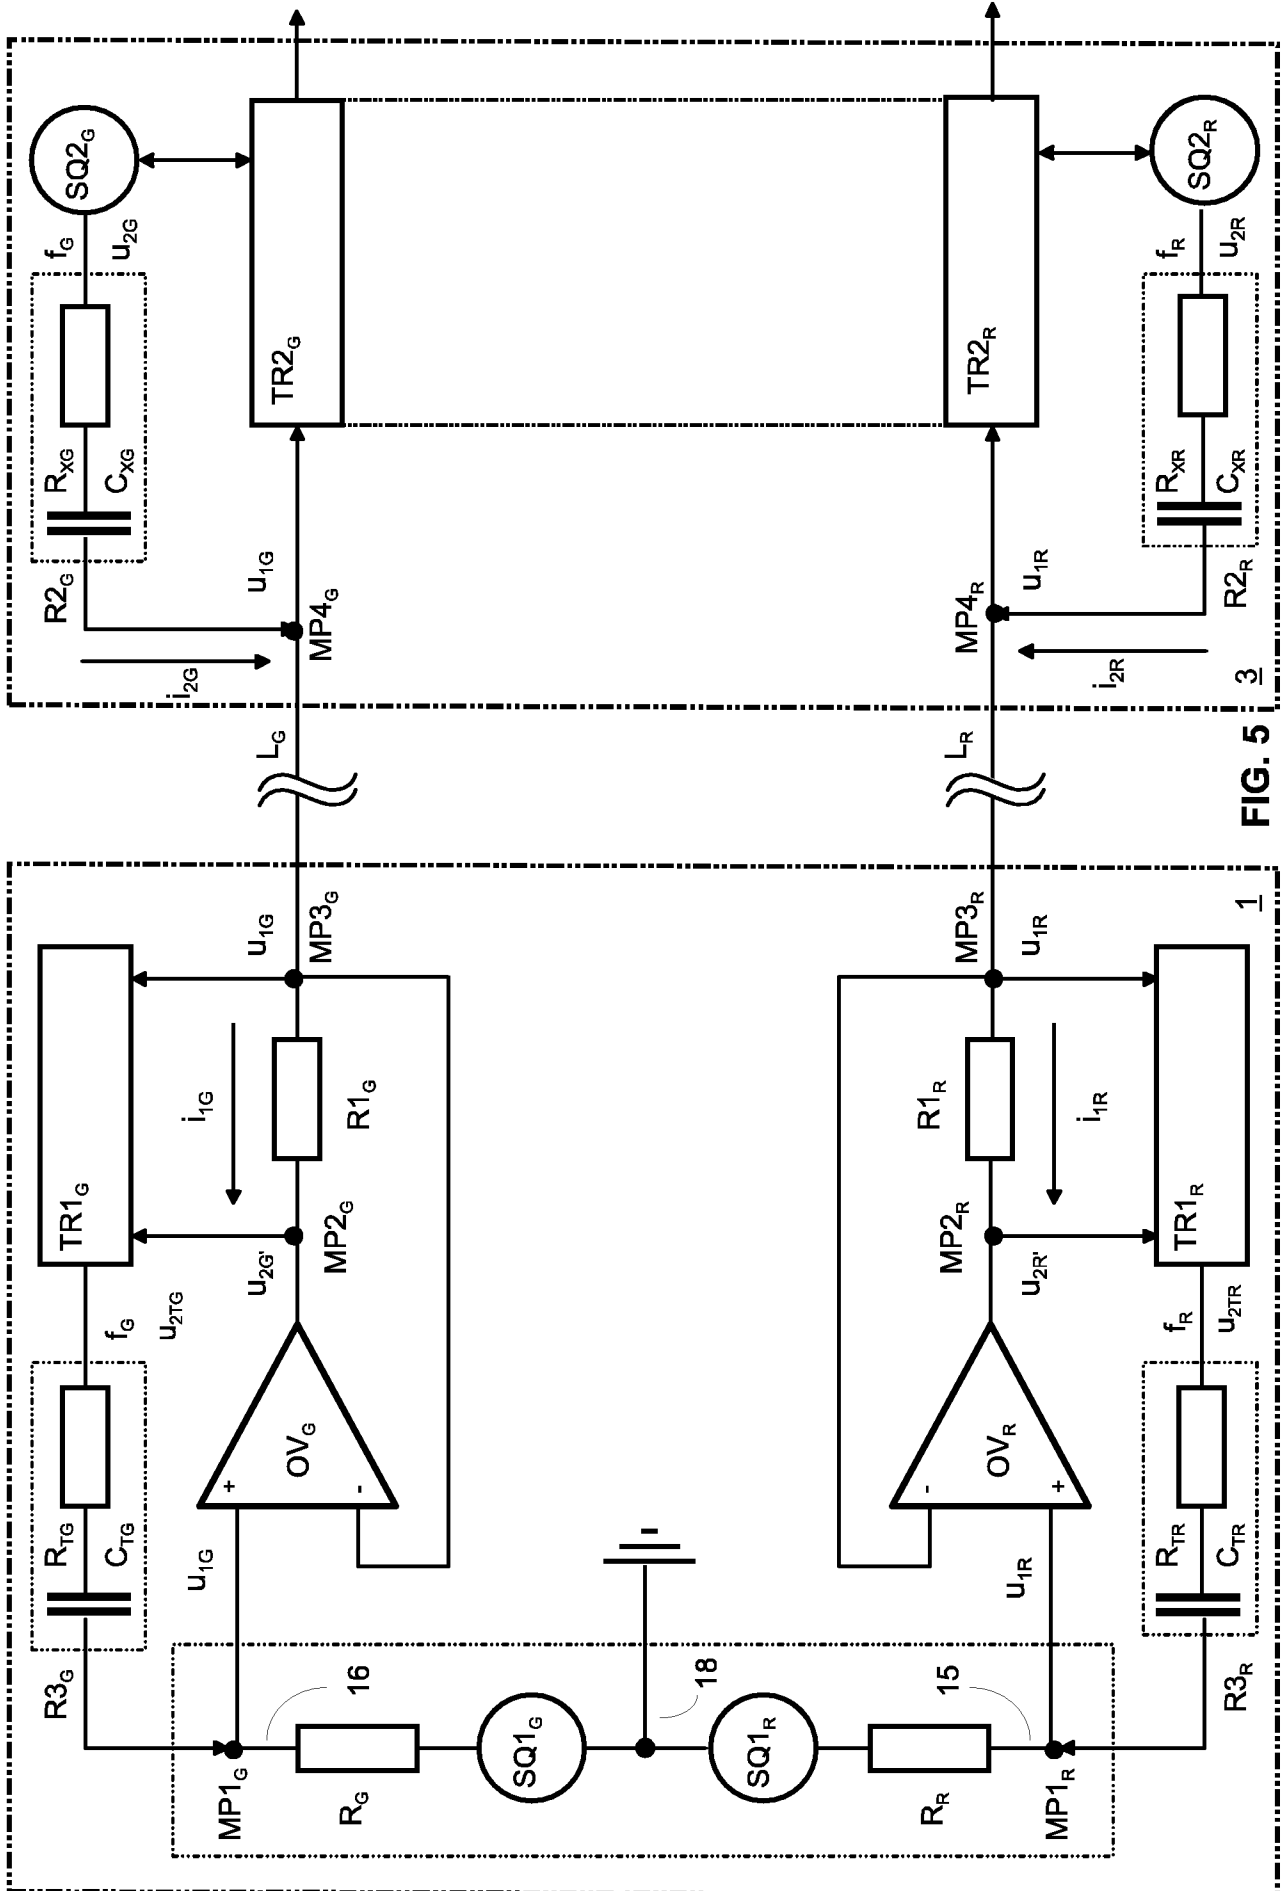 SQ2G
fG
u2G
RXG
CXG
R2G
u1G
TR2G
MP4G
i2G
SQ2R
fR
u2R
RXR
CXR
R2R
u1R
TR2R
MP4R
i2R
3
LG
LR
FIG. 5
1
u1G
MP3G
TR1G
i1G
R1G
MP2G
u2G'
fG
u2TG
RTG
CTG
R3G
OVG
+
-
u1G
MP3R
u1R
R1R
i1R
MP2R
u2R'
TR1R
fR
u2TR
RTR
CTR
R3R
OVR
-
+
u1R
16
18
15
MP1G
RG
SQ1G
SQ1R
RR
MP1R